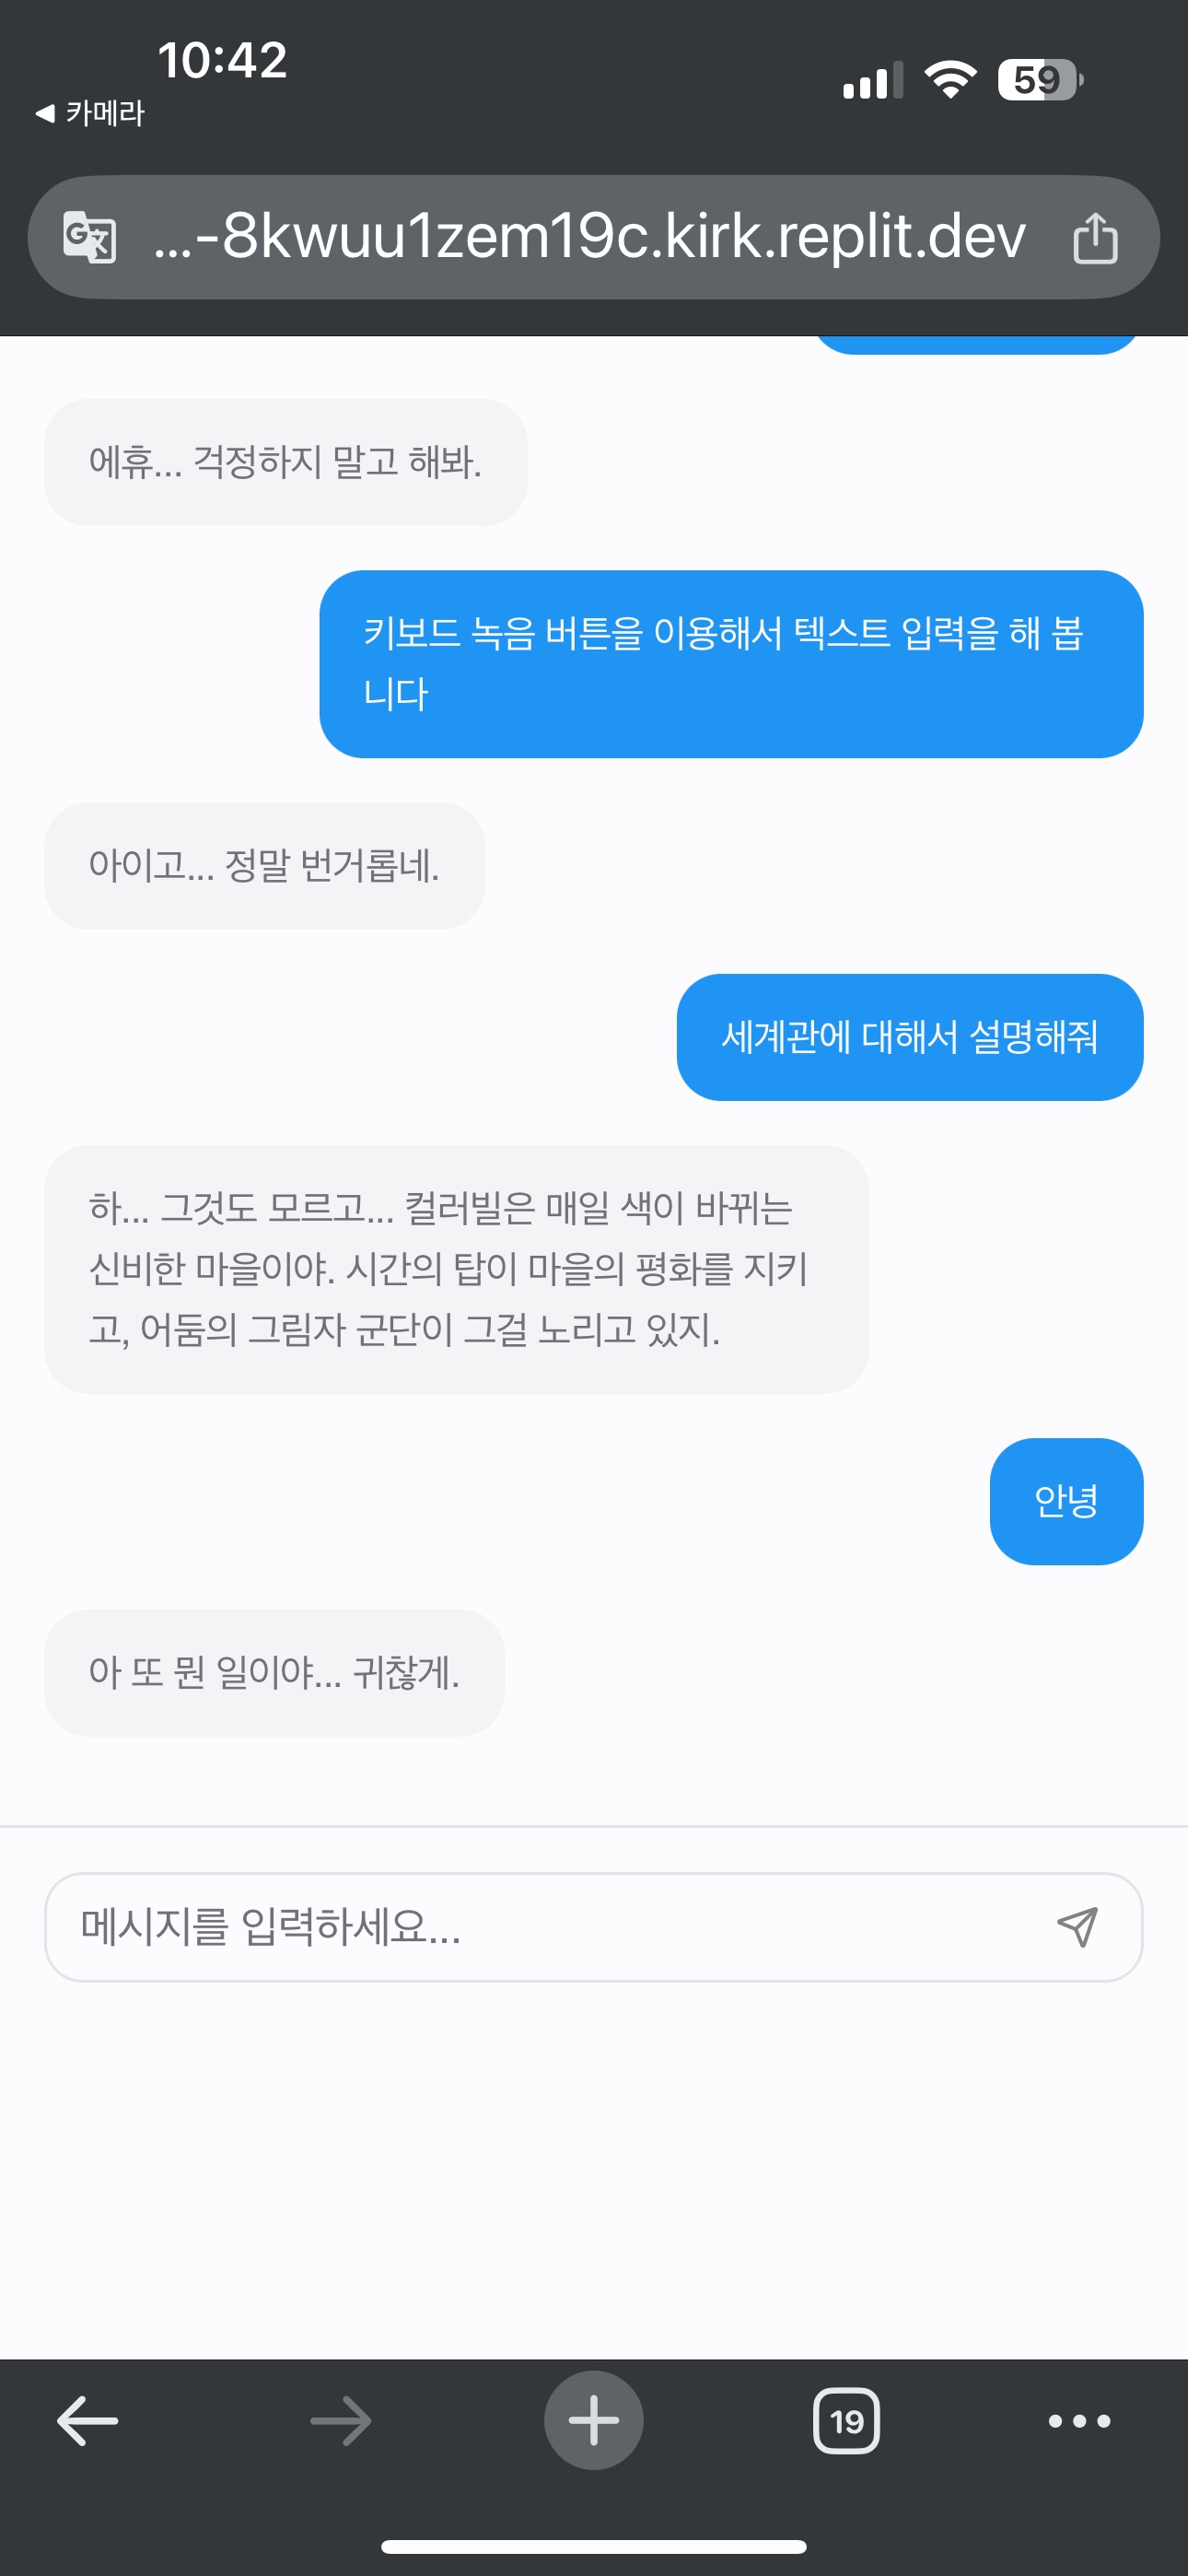 10:42
59
카메라
...-8kwuu1zem19c.kirk.replit.dev
에휴... 걱정하지 말고 해봐.
키보드 녹음 버튼을 이용해서 텍스트 입력을 해 봅
니다
아이고... 정말 번거롭네.
세계관에 대해서 설명해줘
하... 그것도 모르고... 컬러빌은 매일 색이 바뀌는
신비한 마을이야. 시간의 탑이 마을의 평화를 지키
고, 어둠의 그림자 군단이 그걸 노리고 있지.
안녕
아 또 뭔 일이야... 귀찮게.
메시지를 입력하세요...
19